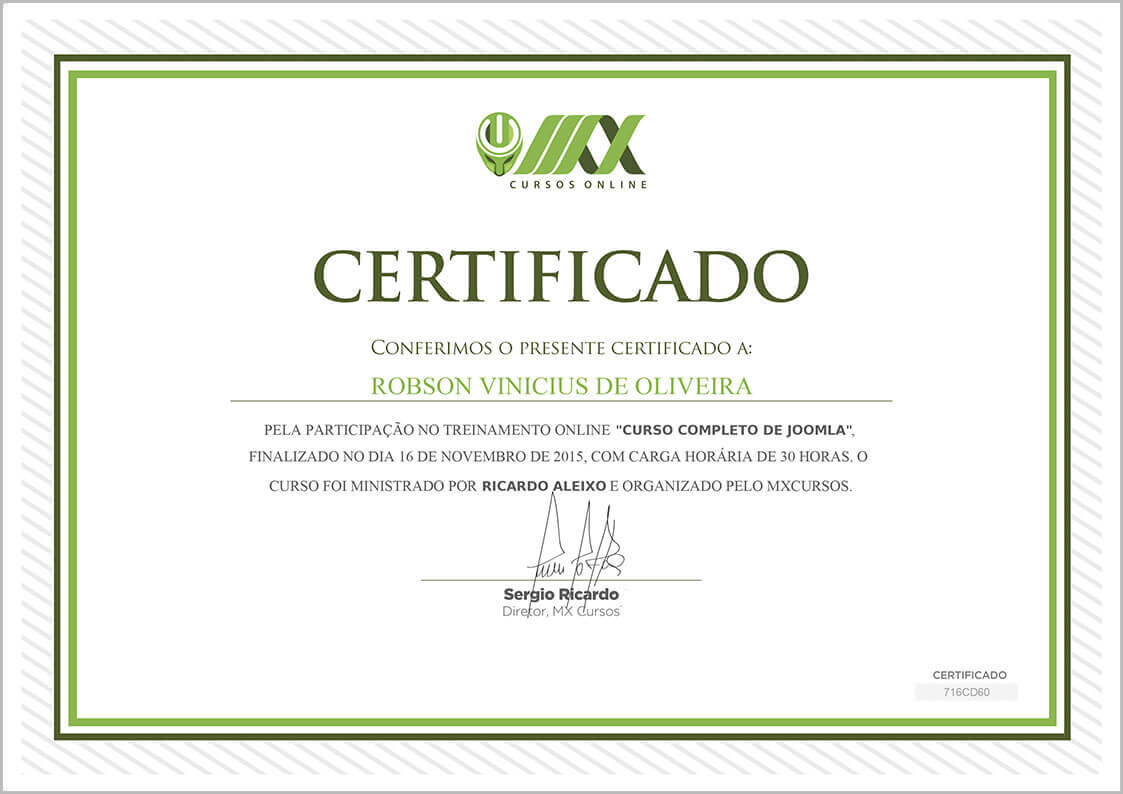 MX
CURSOS ONLINE
CERTIFICADO
CONFERIMOS O PRESENTE CERTIFICADO A:
ROBSON VINICIUS DE OLIVEIRA
PELA PARTICIPAÇÃO NO TREINAMENTO ONLINE "CURSO COMPLETO DE JOOMLA",
FINALIZADO NO DIA 16 DE NOVEMBRO DE 2015, COM CARGA HORÁRIA DE 30 HORAS. O
CURSO FOI MINISTRADO POR RICARDO ALEIXO E ORGANIZADO PELO MXCURSOS.
Sergio Ricardo
Diretor, MX Cursos
CERTIFICADO
716CD60